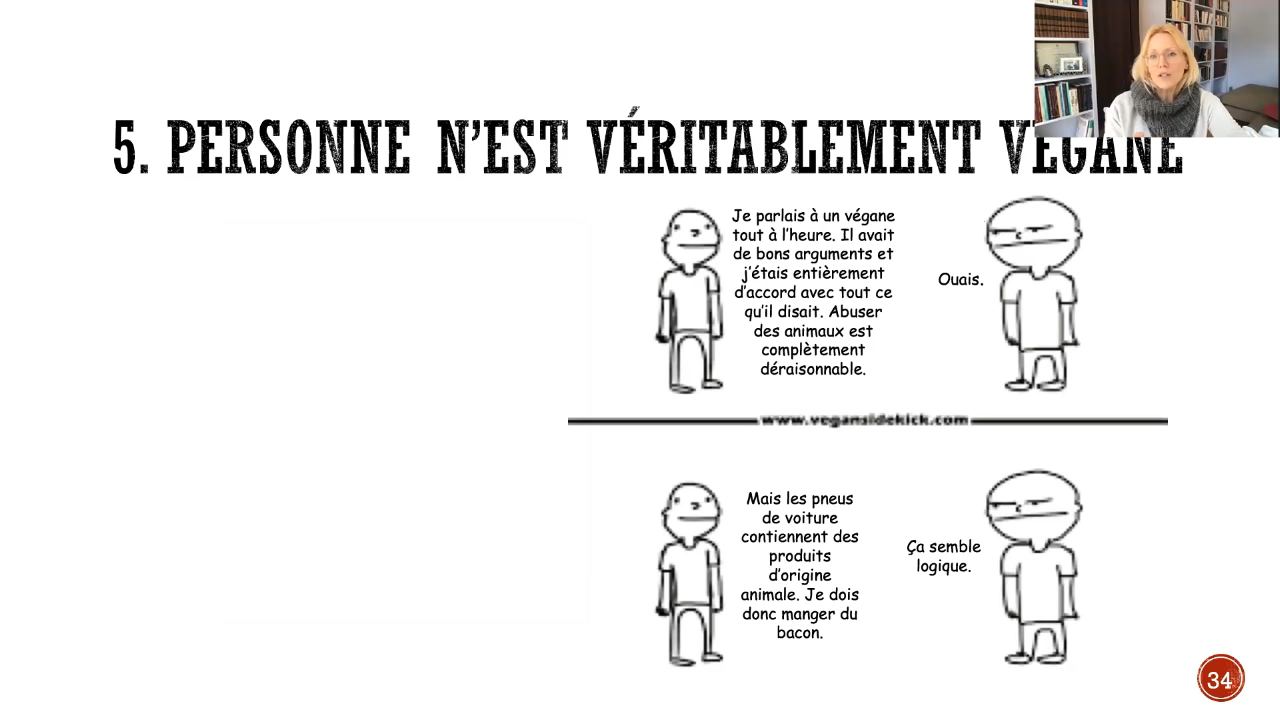 5. PERSONNE N'EST VÉRITABLEMENT VÉGANE
Je parlais à un végane
tout à l'heure. Il avait
de bons arguments et
j'étais entièrement
d'accord avec tout ce
qu'il disait. Abuser
des animaux est
complètement
déraisonnable.
Ouais.
www.vegansidekick.com
Mais les pneus
de voiture
contiennent des
produits
d'origine
animale. Je dois
donc manger du
bacon.
Ça semble
logique.
34